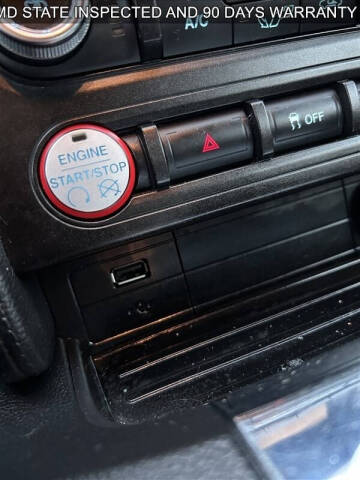 MD STATE INSPECTED AND 90 DAYS WARRANTY
A/C
ENGINE
START/STOP
OFF